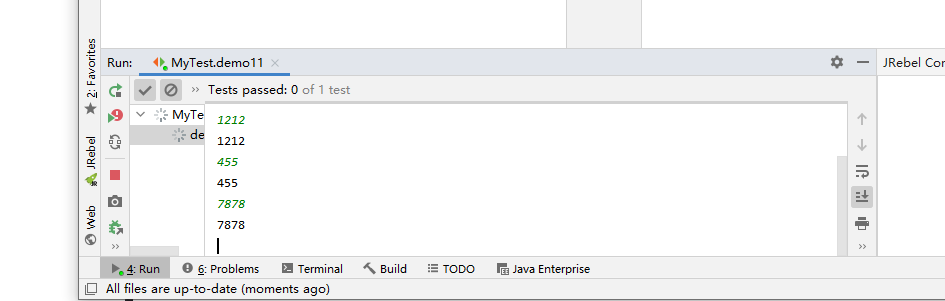 2: Favorites
JRebel
Web
Run: MyTest.demo11
JRebel Con
Tests passed: 0 of 1 test
MyTe
de
1212
1212
455
455
7878
7878
4: Run 6: Problems Terminal Build TODO Java Enterprise
All files are up-to-date (moments ago)